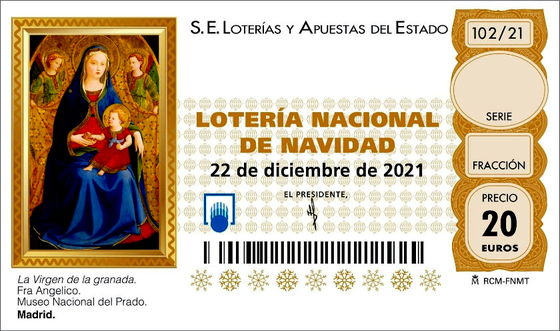 S.E. LOTERÍAS Y APUESTAS DEL ESTADO
102/21
SERIE
LOTERÍA NACIONAL
DE NAVIDAD
22 de diciembre de 2021
EL PRESIDENTE,
FRACCIÓN
PRECIO
20
EUROS
RCM-FNMT
La Virgen de la granada.
Fra Angelico.
Museo Nacional del Prado.
Madrid.